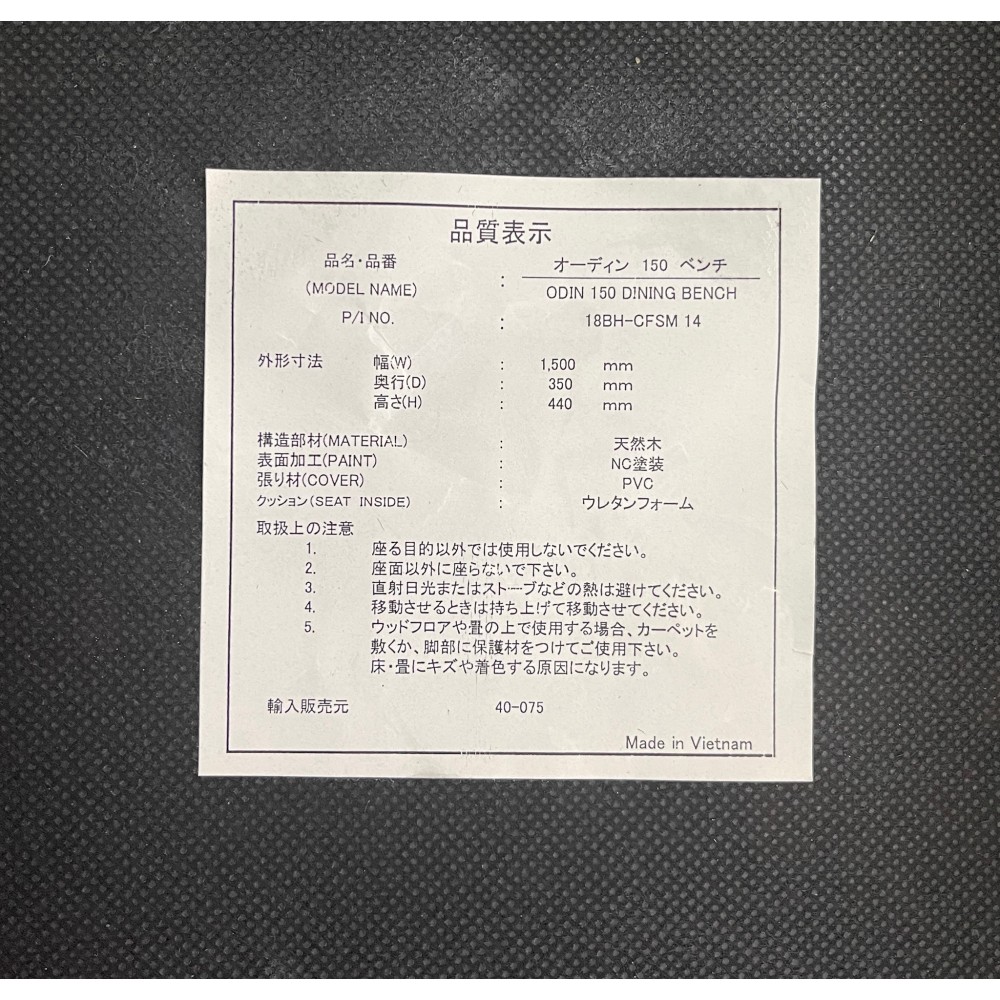 品質表示
品名・品番 : オーディン 150 ベンチ
(MODEL NAME) ODIN 150 DINING BENCH
P/I NO. : 18BH-CFSM 14
外形寸法 幅(W) : 1,500 mm
奥行(D) : 350 mm
高さ(H) : 440 mm
構造部材(MATERIAL) : 天然木
表面加工(PAINT) : NC塗装
張り材(COVER) : PVC
クッション(SEAT INSIDE) : ウレタンフォーム
取扱上の注意
1. 座る目的以外では使用しないでください。
2. 座面以外に座らないで下さい。
3. 直射日光またはストーブなどの熱は避けてください。
4. 移動させるときは持ち上げて移動させてください。
5. ウッドフロアや畳の上で使用する場合、カーペットを
敷くか、脚部に保護材をつけてご使用下さい。
床・畳にキズや着色する原因になります。
輸入販売元 40-075
Made in Vietnam